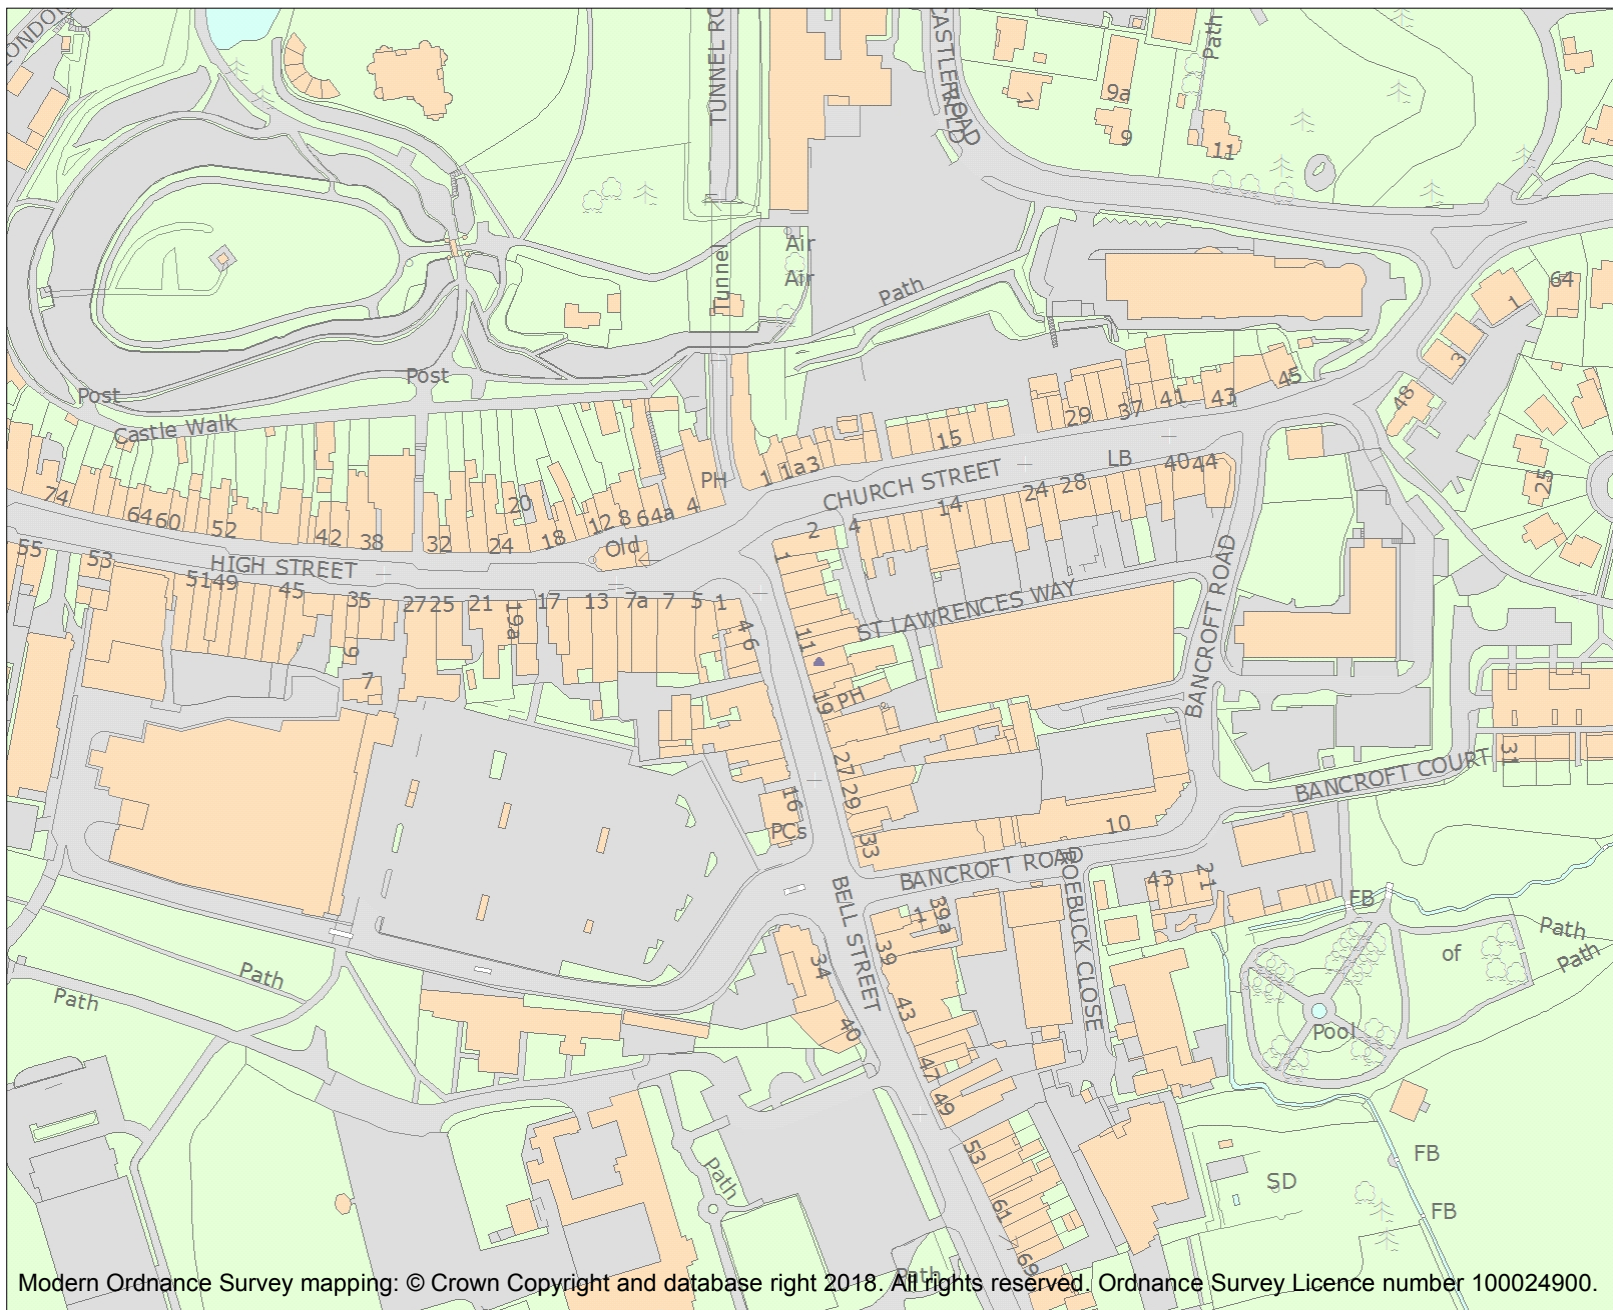 TUNNEL RO
CASTLEFIELD
ROAD
Path
7
9a
9
11
Air
Air
Tunnel
Path
64
1
3
48
25
Post
Post
Castle Walk
45
43
41
37
29
15
1
1a
3
PH
CHURCH STREET
LB
40
44
28
24
14
4
2
74
64
60
52
42
38
32
24
20
18
12
8
6
4a
4
Old
HIGH STREET
55
53
51
49
45
35
27
25
21
19a
17
13
7a
7
5
1
4
6
9
7
1
11
19
PH
27
29
33
16
PCs
ST LAWRENCES WAY
BANCROFT ROAD
BANCROFT ROAD
BANCROFT COURT
31
10
BANCROFT ROAD
ROEBUCK CLOSE
43
21
FB
Path
Path
of
Pool
BELL STREET
1
39a
39
34
43
40
47
49
53
61
69
Path
Path
Path
Path
SD
FB
FB
Modern Ordnance Survey mapping: © Crown Copyright and database right 2018. All rights reserved. Ordnance Survey Licence number 100024900.